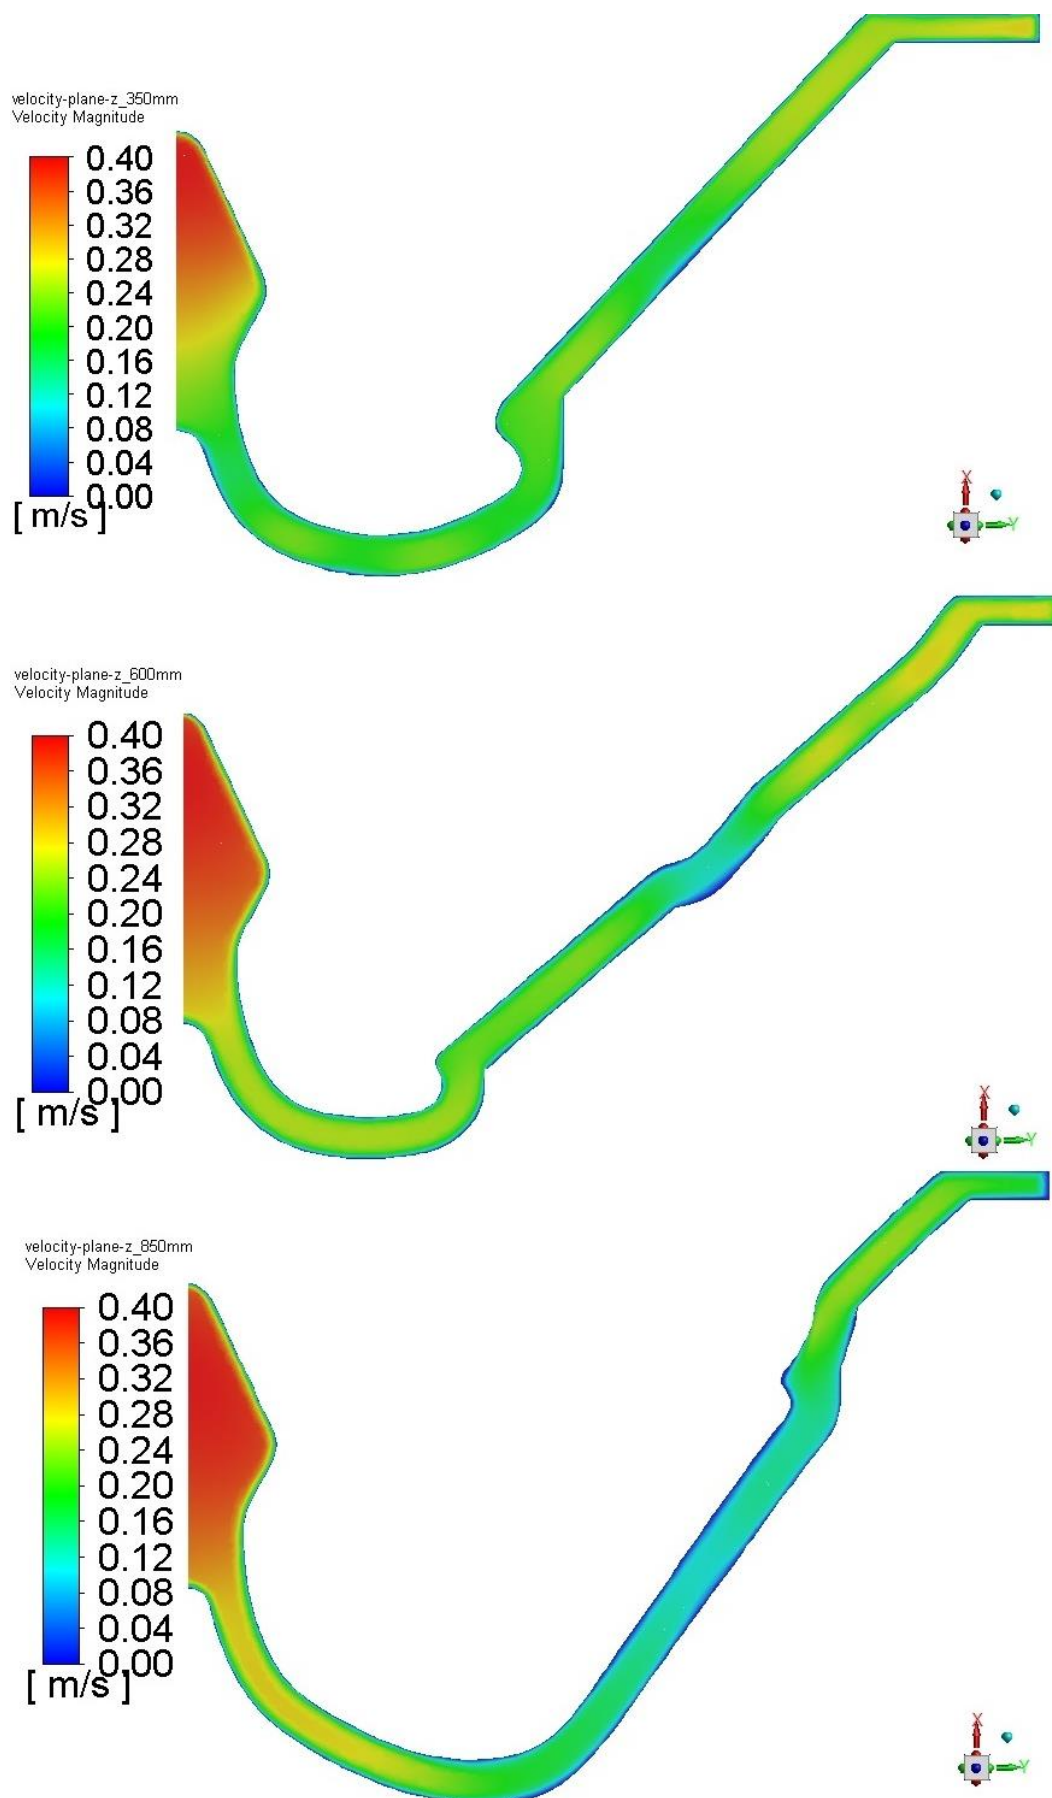 velocity-plane-z_350mm
Velocity Magnitude
0.40
0.36
0.32
0.28
0.24
0.20
0.16
0.12
0.08
0.04
0.00
[ m/s ]
X
Y
velocity-plane-z_600mm
Velocity Magnitude
0.40
0.36
0.32
0.28
0.24
0.20
0.16
0.12
0.08
0.04
0.00
[ m/s ]
X
Y
velocity-plane-z_850mm
Velocity Magnitude
0.40
0.36
0.32
0.28
0.24
0.20
0.16
0.12
0.08
0.04
0.00
[ m/s ]
X
Y